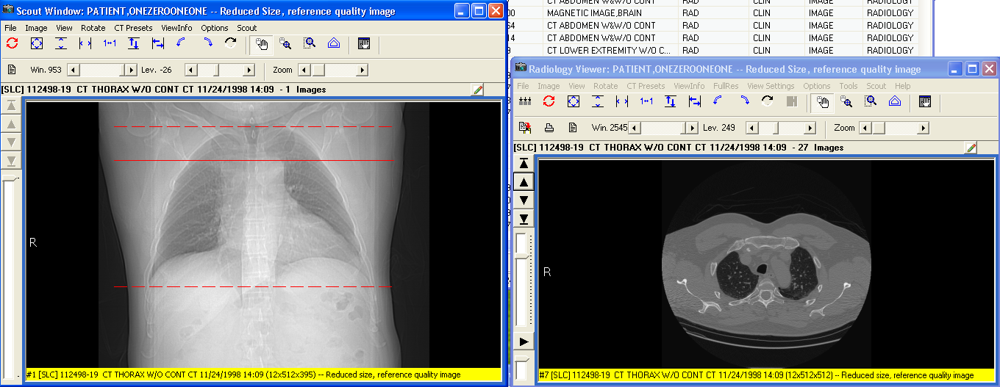 Scout Window: PATIENT,ONEZEROONEONE -- Reduced Size, reference quality image
File Image View Rotate CT Presets ViewInfo Options Scout
1↔1
Win. 953 Lev. -26 Zoom
[SLC] 112498-19 CT THORAX W/O CONT CT 11/24/1998 14:09 - 1 Images
R
#1 [SLC] 112498-19 CT THORAX W/O CONT CT 11/24/1998 14:09 (12x512x395) -- Reduced size, reference quality image
00 MAGNETIC IMAGE,BRAIN RAD CLIN IMAGE RADIOLOGY
64 CT ABDOMEN W&W/O CONT RAD CLIN IMAGE RADIOLOGY
14 CT ABDOMEN W&W/O CONT RAD CLIN IMAGE RADIOLOGY
CT LOWER EXTREMITY W/O C... RAD CLIN IMAGE RADIOLOGY
Radiology Viewer: PATIENT,ONEZEROONEONE -- Reduced Size, reference quality image
File Image View Rotate CT Presets ViewInfo FullRes View Settings Options Tools Scout Help
1↔1
Win. 2545 Lev. 249 Zoom
[SLC] 112498-19 CT THORAX W/O CONT CT 11/24/1998 14:09 - 27 Images
R
#7 [SLC] 112498-19 CT THORAX W/O CONT CT 11/24/1998 14:09 (12x512x512) -- Reduced size, reference quality image